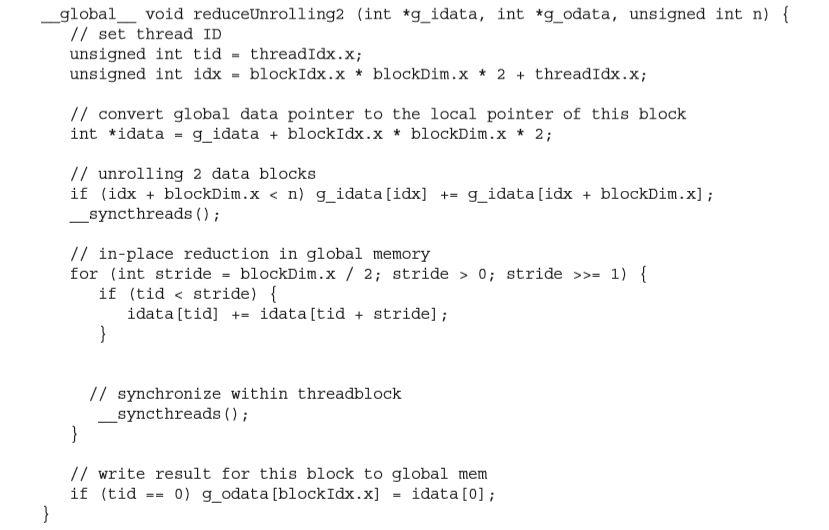 __global__ void reduceUnrolling2 (int *g_idata, int *g_odata, unsigned int n) {
// set thread ID
unsigned int tid = threadIdx.x;
unsigned int idx = blockIdx.x * blockDim.x * 2 + threadIdx.x;
// convert global data pointer to the local pointer of this block
int *idata = g_idata + blockIdx.x * blockDim.x * 2;
// unrolling 2 data blocks
if (idx + blockDim.x < n) g_idata[idx] += g_idata[idx + blockDim.x];
__syncthreads();
// in-place reduction in global memory
for (int stride = blockDim.x / 2; stride > 0; stride >>= 1) {
if (tid < stride) {
idata[tid] += idata[tid + stride];
}
// synchronize within threadblock
__syncthreads();
}
// write result for this block to global mem
if (tid == 0) g_odata[blockIdx.x] = idata[0];
}